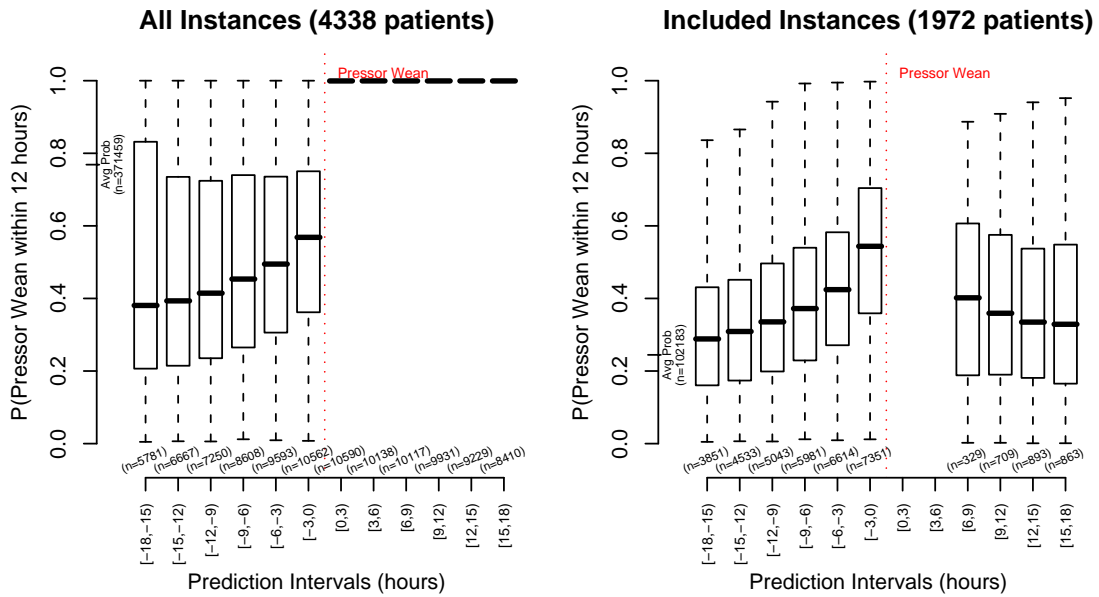 All Instances (4338 patients)
P(Pressor Wean within 12 hours)
0.0
0.2
0.4
0.6
0.8
1.0
Avg Prob
(n=371459)
Pressor Wean
(n=5781)
(n=6667)
(n=7250)
(n=8608)
(n=9593)
(n=10562)
(n=10590)
(n=10138)
(n=10117)
(n=9931)
(n=9229)
(n=8410)
[−18,−15)
[−15,−12)
[−12,−9)
[−9,−6)
[−6,−3)
[−3,0)
[0,3)
[3,6)
[6,9)
[9,12)
[12,15)
[15,18)
Prediction Intervals (hours)
Included Instances (1972 patients)
P(Pressor Wean within 12 hours)
0.0
0.2
0.4
0.6
0.8
1.0
Avg Prob
(n=102183)
Pressor Wean
(n=3851)
(n=4533)
(n=5043)
(n=5981)
(n=6614)
(n=7351)
(n=329)
(n=709)
(n=893)
(n=863)
[−18,−15)
[−15,−12)
[−12,−9)
[−9,−6)
[−6,−3)
[−3,0)
[0,3)
[3,6)
[6,9)
[9,12)
[12,15)
[15,18)
Prediction Intervals (hours)